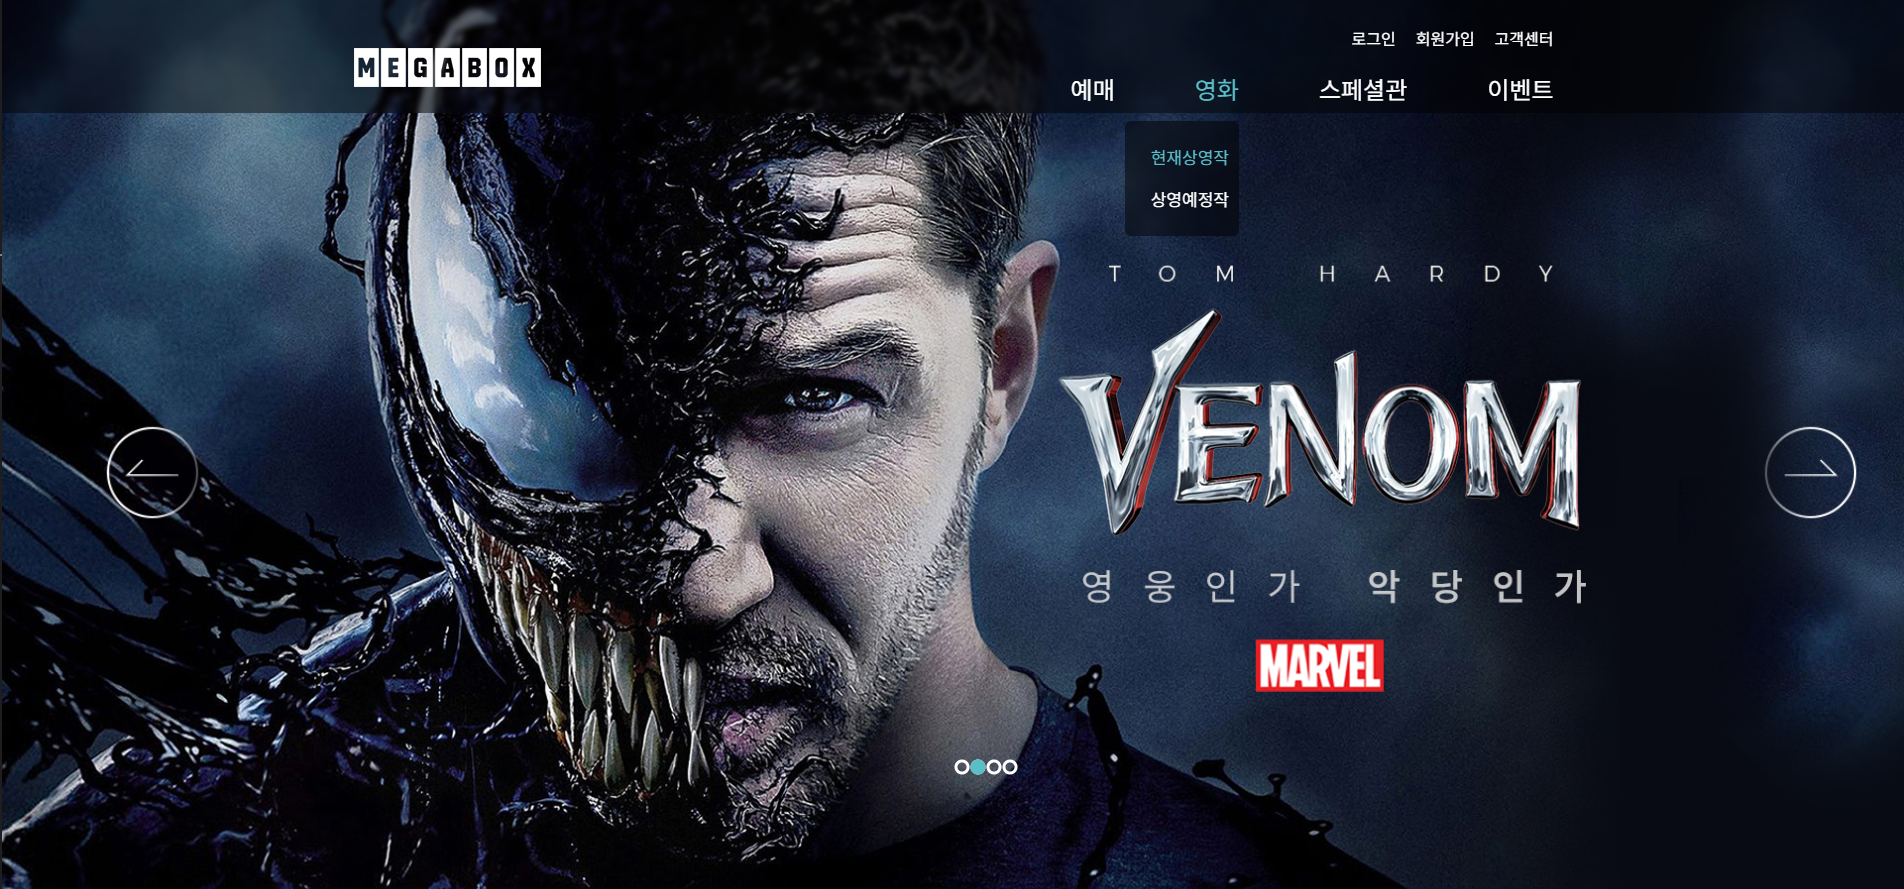 로그인 회원가입 고객센터
MEGABOX
예매 영화 스페셜관 이벤트
현재상영작
상영예정작
TOM HARDY
VENOM
영웅인가 악당인가
MARVEL